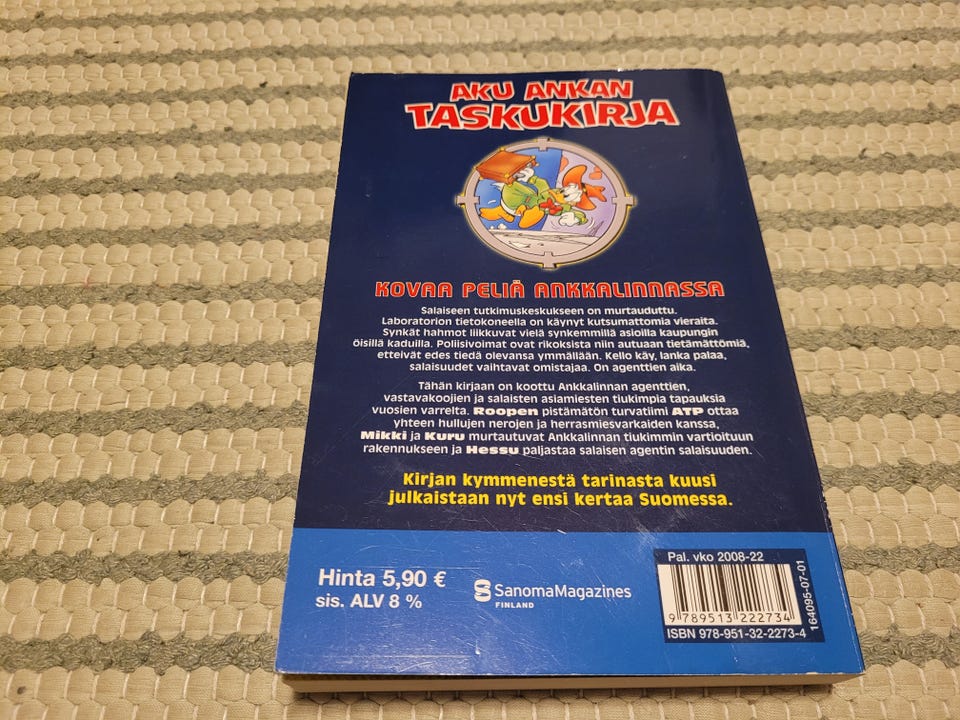 AKU ANKAN
TASKUKIRJA
KOVAA PELIÄ ANKKALINNASSA
Salaiseen tutkimuskeskukseen on murtauduttu.
Laboratorion tietokoneella on käynyt kutsumattomia vieraita.
Synkät hahmot liikkuvat vielä synkemmillä asioilla kaupungin
öisillä kaduilla. Poliisivoimat ovat rikoksista niin autuaan tietämättömiä,
etteivät edes tiedä olevansa ymmällään. Kello käy, lanka palaa,
salaisuudet vaihtavat omistajaa. On agenttien aika.
Tähän kirjaan on koottu Ankkalinnan agenttien,
vastavakoojien ja salaisten asiamiesten tiukimpia tapauksia
vuosien varrelta. Roopen pistämätön turvatiimi ATP ottaa
yhteen hullujen nerojen ja herrasmiesvarkaiden kanssa,
Mikki ja Kuru murtautuvat Ankkalinnan tiukimmin vartioituun
rakennukseen ja Hessu paljastaa salaisen agentin salaisuuden.
Kirjan kymmenestä tarinasta kuusi
julkaistaan nyt ensi kertaa Suomessa.
Hinta 5,90 €
sis. ALV 8 %
SanomaMagazines
FINLAND
Pal. vko 2008-22
9 789513 222734
ISBN 978-951-32-2273-4
164095-07-01